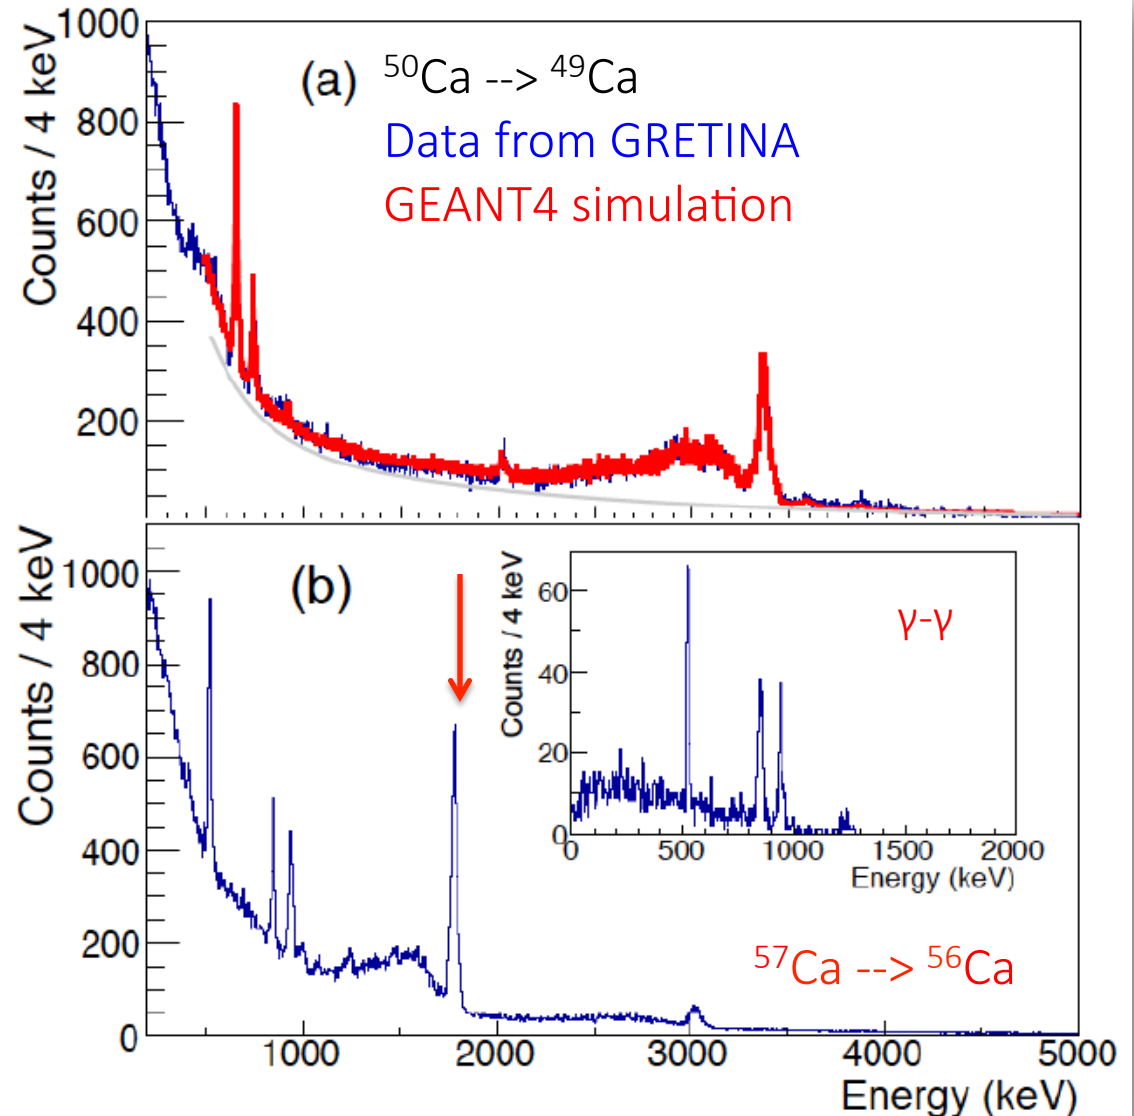 1000
800
600
400
200
Counts / 4 keV
(a)
⁵⁰Ca --> ⁴⁹Ca
Data from GRETINA
GEANT4 simulation
1000
800
600
400
200
0
Counts / 4 keV
(b)
60
40
20
0
Counts / 4 keV
γ-γ
0 500 1000 1500 2000
Energy (keV)
⁵⁷Ca --> ⁵⁶Ca
1000 2000 3000 4000 5000
Energy (keV)